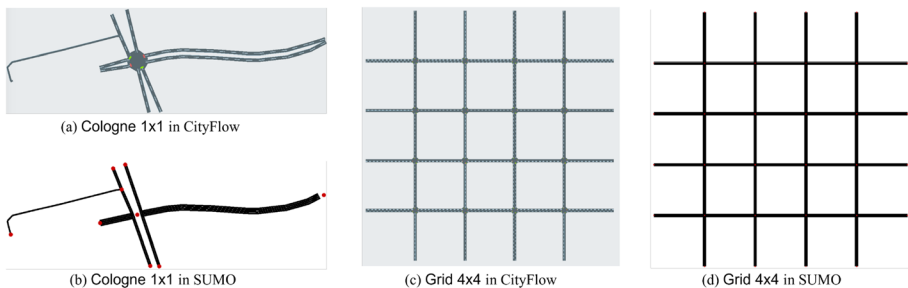 (a) Cologne 1x1 in CityFlow
(b) Cologne 1x1 in SUMO
(c) Grid 4x4 in CityFlow
(d) Grid 4x4 in SUMO